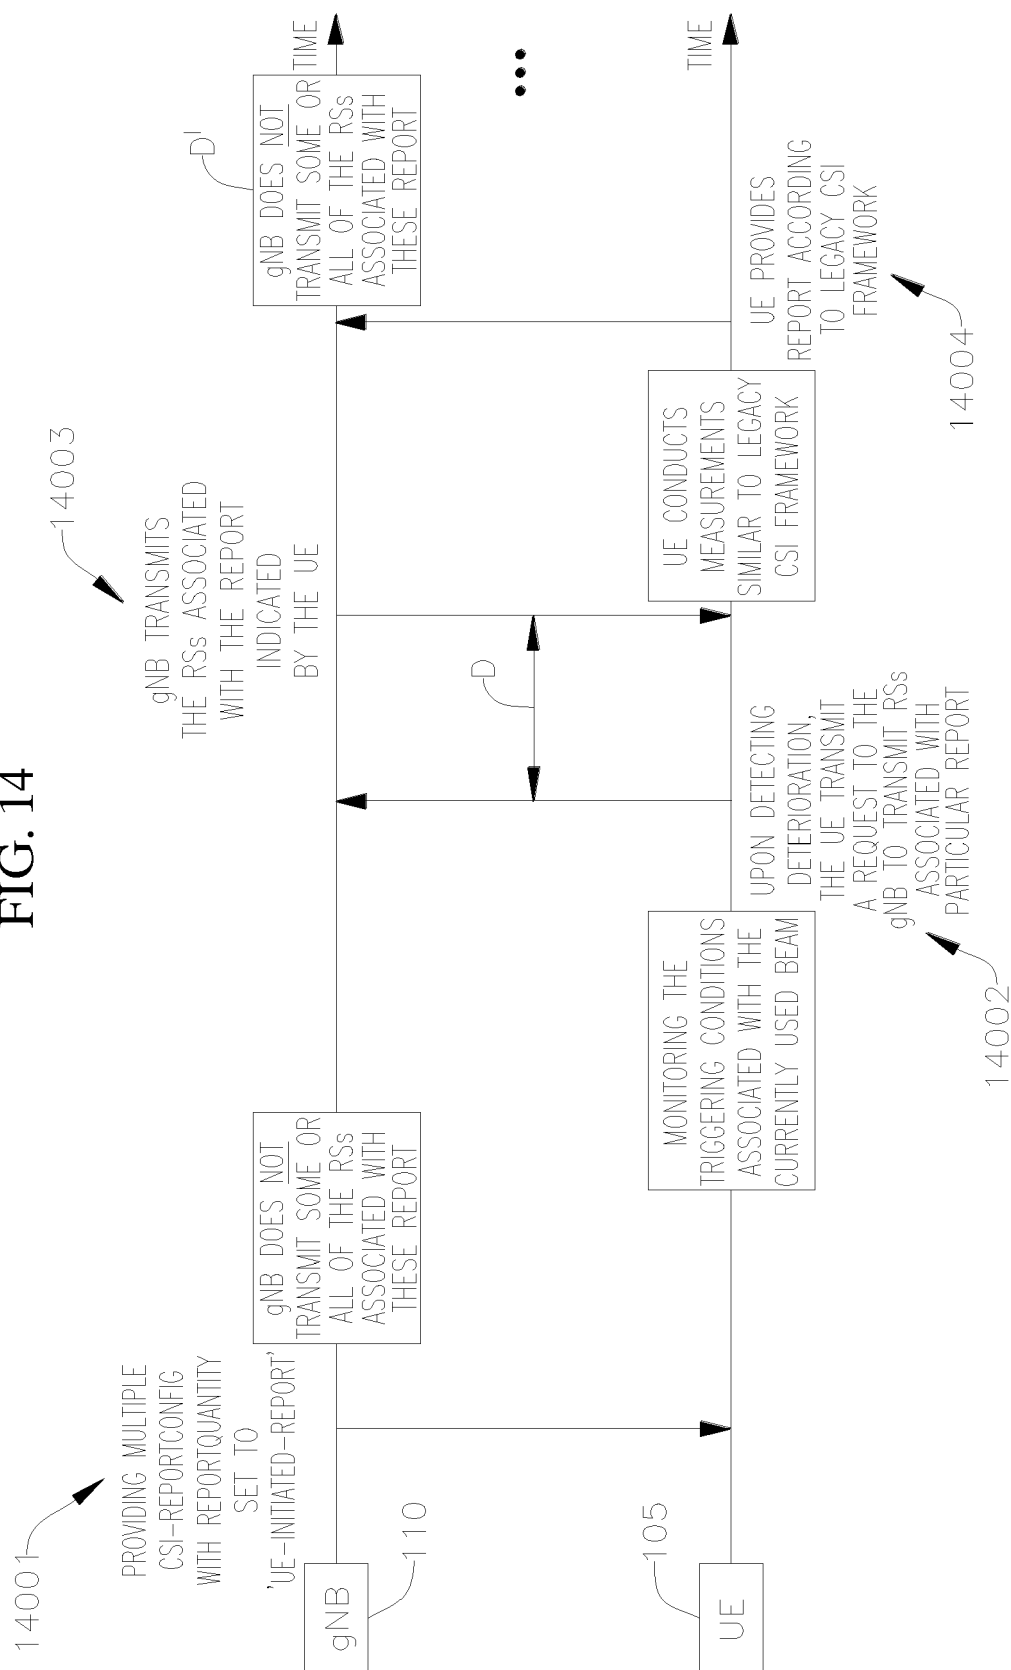 FIG. 14
14001
PROVIDING MULTIPLE
CSI-REPORTCONFIG
WITH REPORTQUANTITY
SET TO
'UE-INITIATED-REPORT'
gNB
110
gNB DOES NOT
TRANSMIT SOME OR
ALL OF THE RSs
ASSOCIATED WITH
THESE REPORT
14003
gNB TRANSMITS
THE RSs ASSOCIATED
WITH THE REPORT
INDICATED
BY THE UE
D'
gNB DOES NOT
TRANSMIT SOME OR
ALL OF THE RSs
ASSOCIATED WITH
THESE REPORT
TIME
D
105
UE
MONITORING THE
TRIGGERING CONDITIONS
ASSOCIATED WITH THE
CURRENTLY USED BEAM
UPON DETECTING
DETERIORATION,
THE UE TRANSMIT
A REQUEST TO THE
gNB TO TRANSMIT RSs
ASSOCIATED WITH
PARTICULAR REPORT
14002
UE CONDUCTS
MEASUREMENTS
SIMILAR TO LEGACY
CSI FRAMEWORK
UE PROVIDES
REPORT ACCORDING
TO LEGACY CSI
FRAMEWORK
14004
TIME